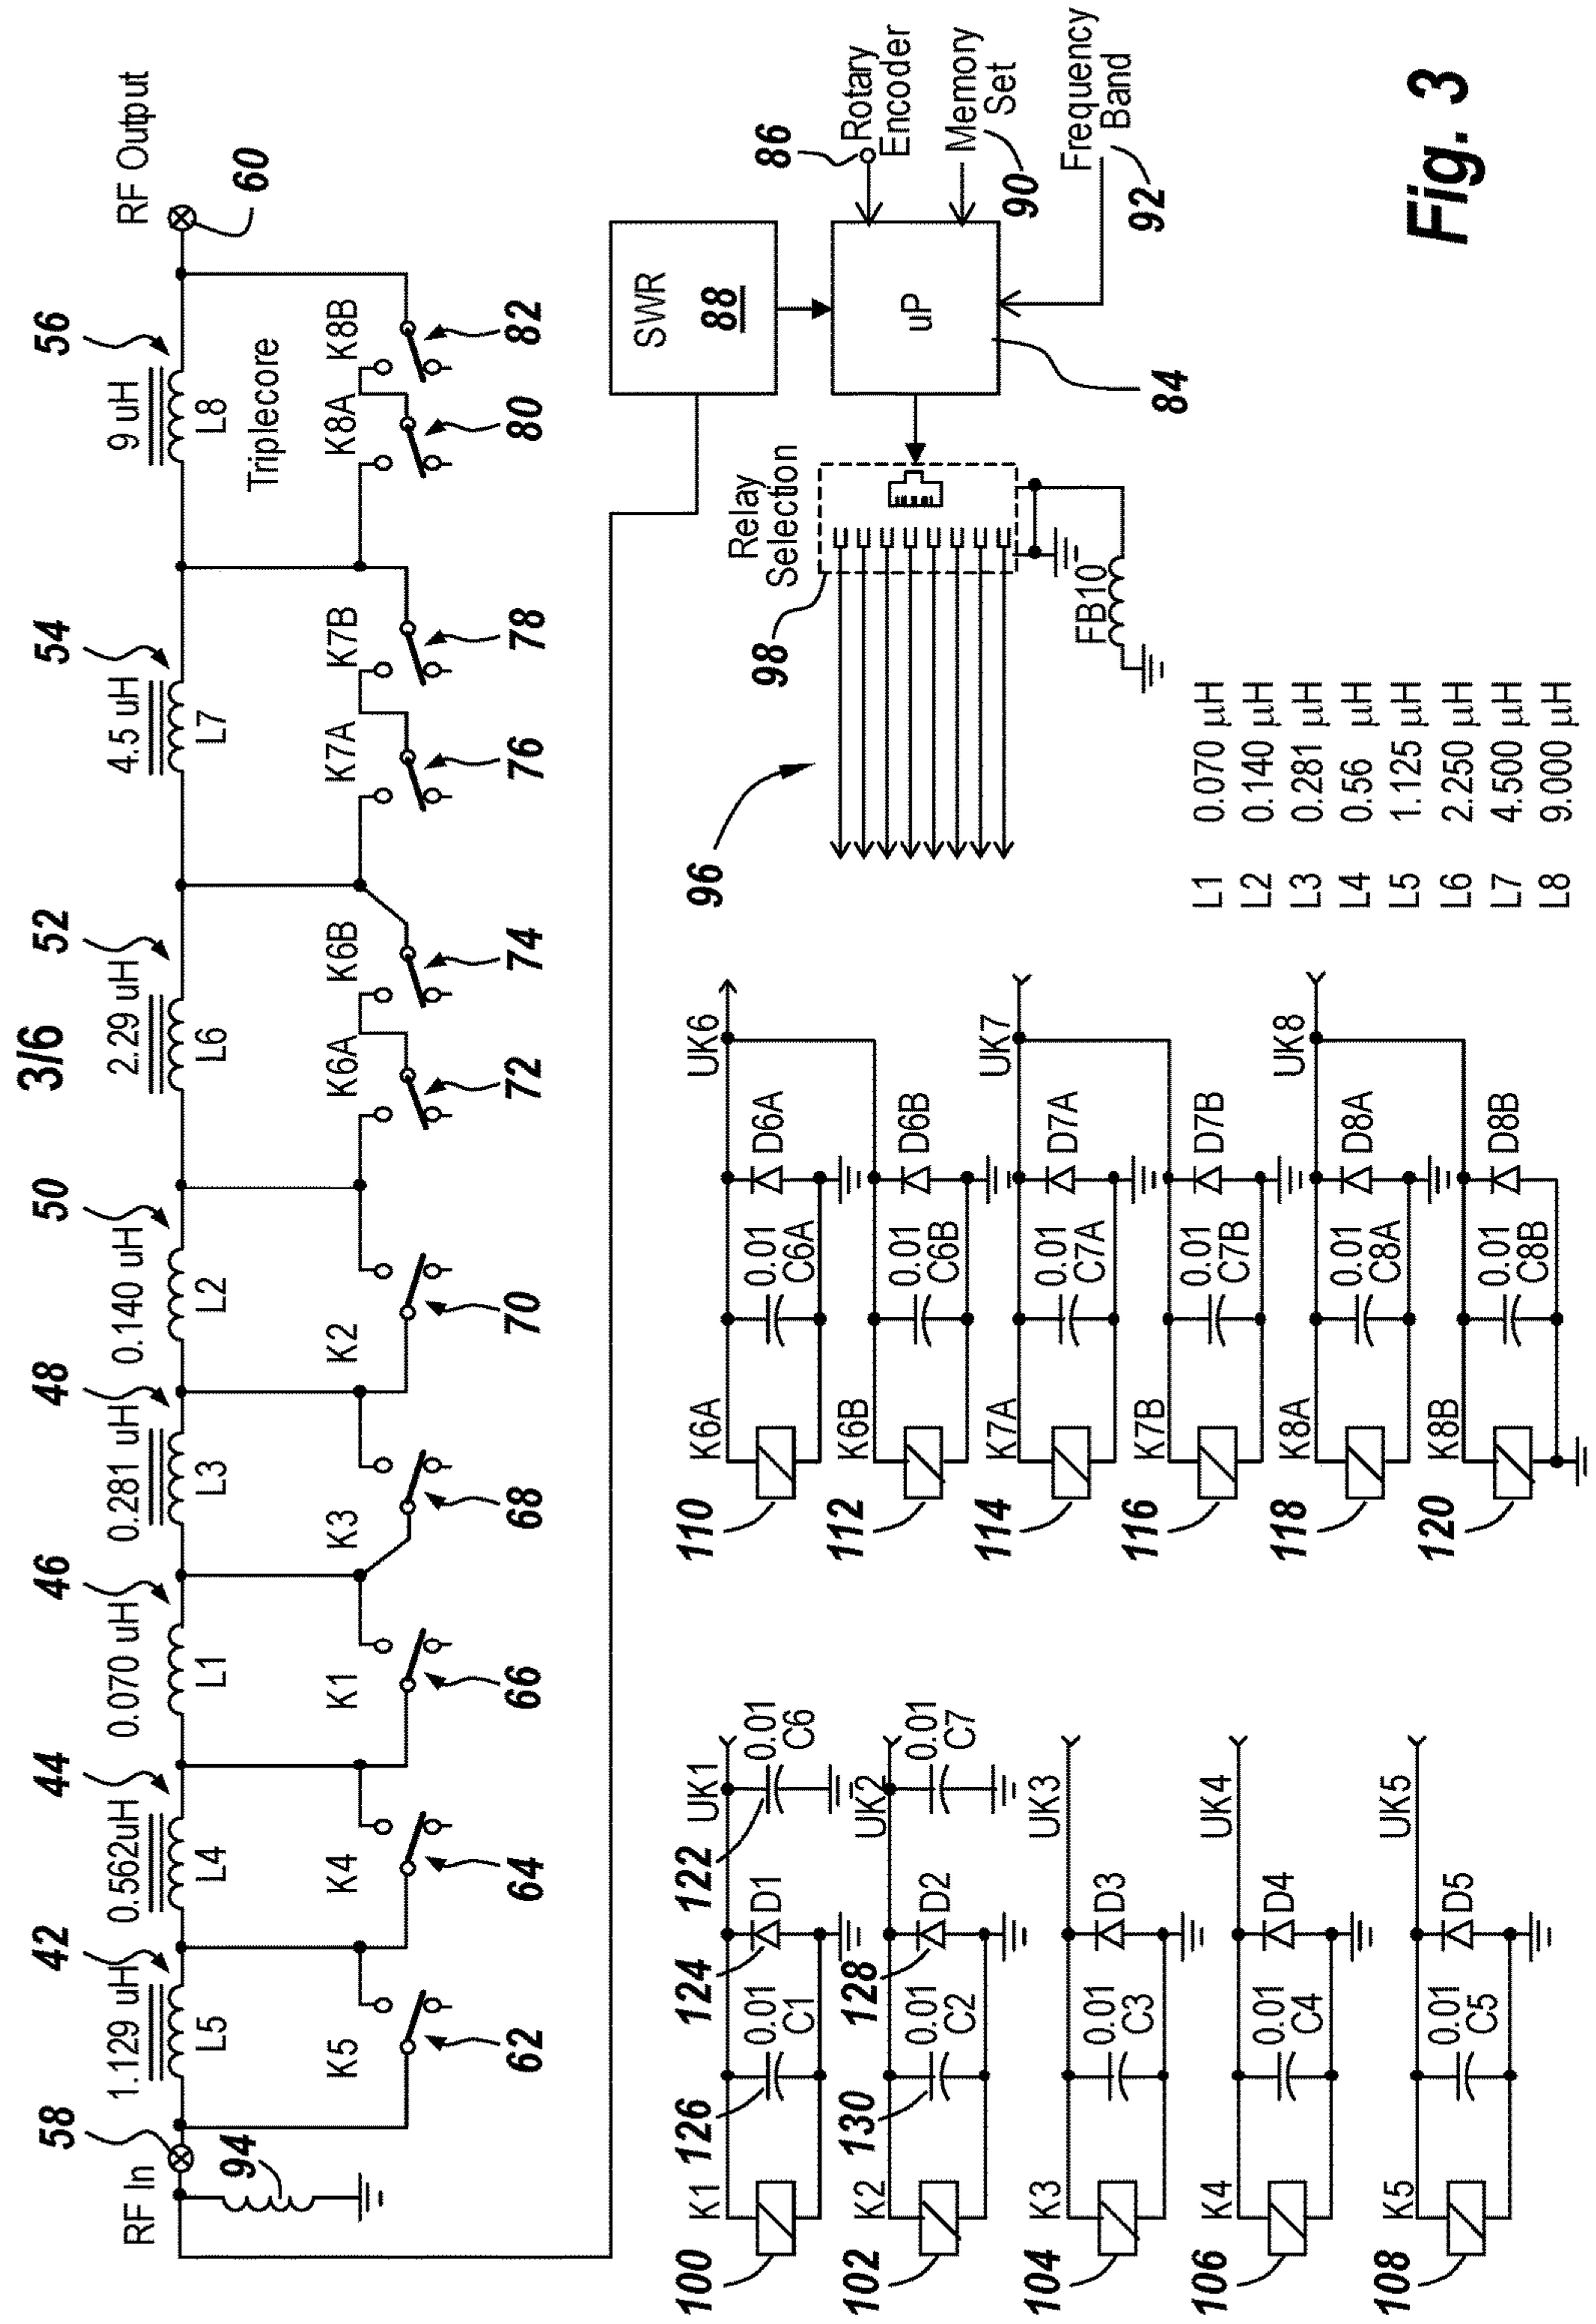 3/6
58
42
44
46
48
50
52
54
56
RF In
1.129 uH
0.562uH
0.070 uH
0.281 uH
0.140 uH
2.29 uH
4.5 uH
9 uH
RF Output
94
L5
L4
L1
L3
L2
L6
L7
L8
60
Triplecore
K5
K4
K1
K3
K2
K6A
K6B
K7A
K7B
K8A
K8B
62
64
66
68
70
72
74
76
78
80
82
SWR
88
uP
84
86
Rotary
Encoder
Memory
Set
90
Frequency
Band
92
Relay
Selection
98
96
FB10
100
K1
126
0.01
C1
124
D1
122
UK1
0.01
C6
102
K2
130
0.01
C2
128
D2
UK2
0.01
C7
104
K3
0.01
C3
D3
UK3
106
K4
0.01
C4
D4
UK4
108
K5
0.01
C5
D5
UK5
110
K6A
0.01
C6A
D6A
UK6
112
K6B
0.01
C6B
D6B
114
K7A
0.01
C7A
D7A
UK7
116
K7B
0.01
C7B
D7B
118
K8A
0.01
C8A
D8A
UK8
120
K8B
0.01
C8B
D8B
L1 0.070 µH
L2 0.140 µH
L3 0.281 µH
L4 0.56 µH
L5 1.125 µH
L6 2.250 µH
L7 4.500 µH
L8 9.000 µH
Fig. 3